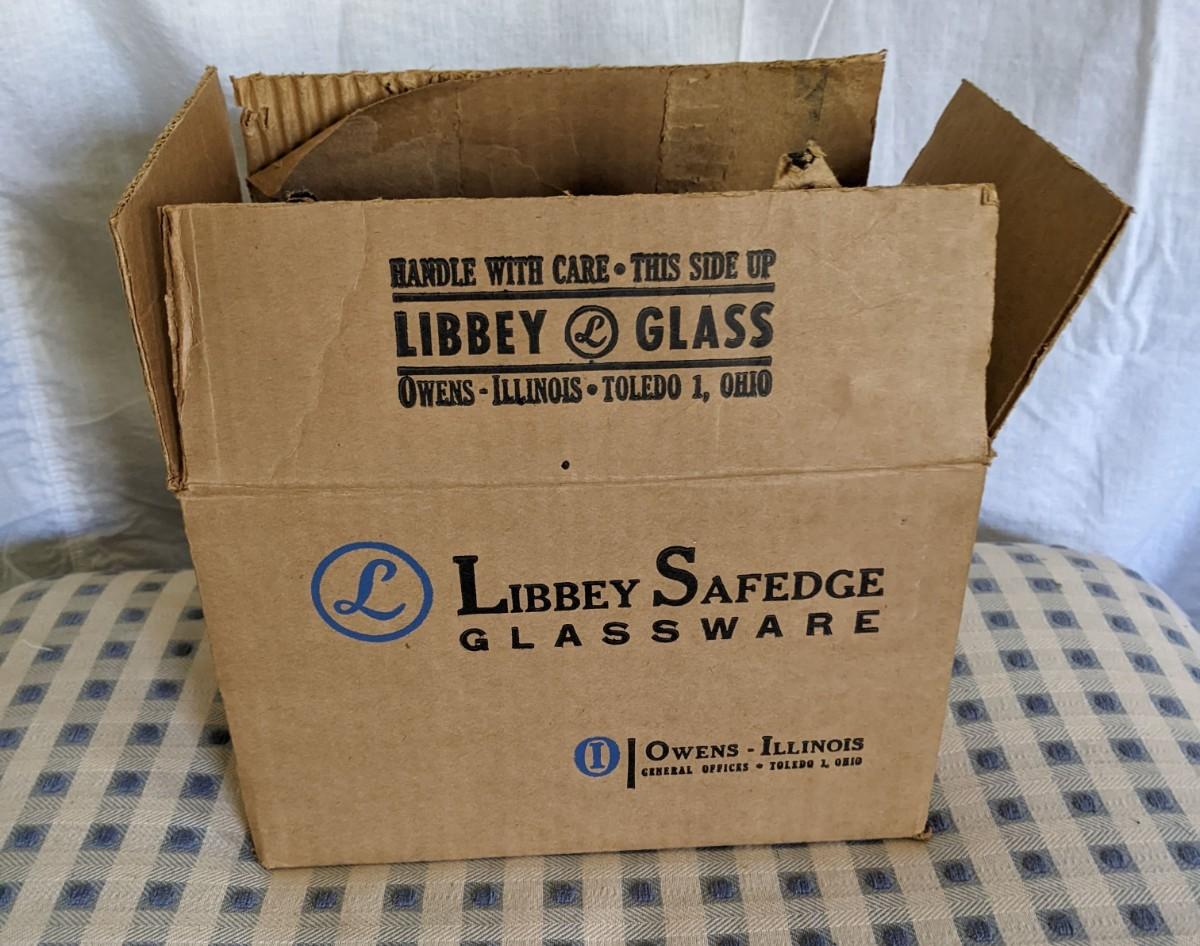 HANDLE WITH CARE • THIS SIDE UP
LIBBEY L GLASS
OWENS-ILLINOIS • TOLEDO 1, OHIO
L LIBBEY SAFEDGE
GLASSWARE
I OWENS-ILLINOIS
GENERAL OFFICES • TOLEDO 1, OHIO